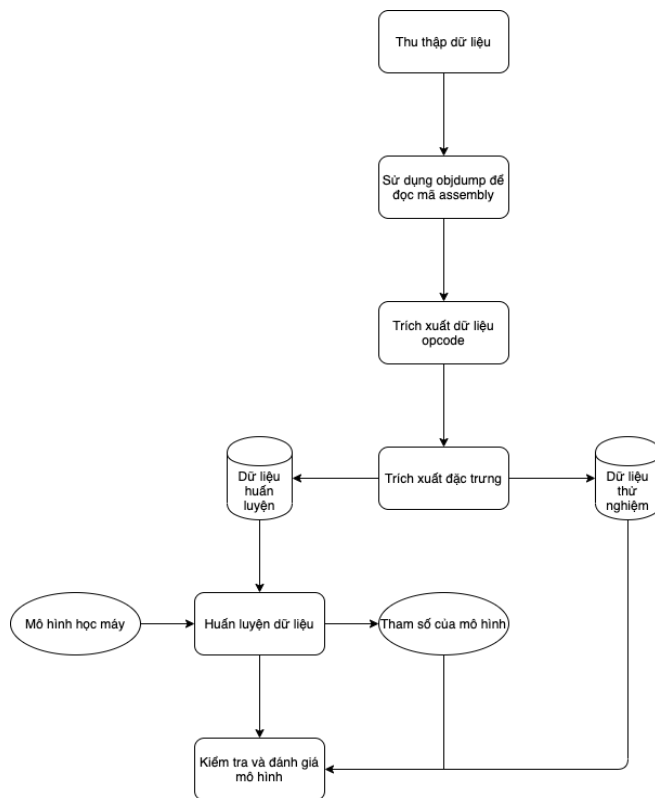 Thu thập dữ liệu
Sử dụng objdump để
đọc mã assembly
Trích xuất dữ liệu
opcode
Dữ liệu
huấn
luyện
Trích xuất đặc trưng
Dữ liệu
thử
nghiệm
Mô hình học máy
Huấn luyện dữ liệu
Tham số của mô hình
Kiểm tra và đánh giá
mô hình